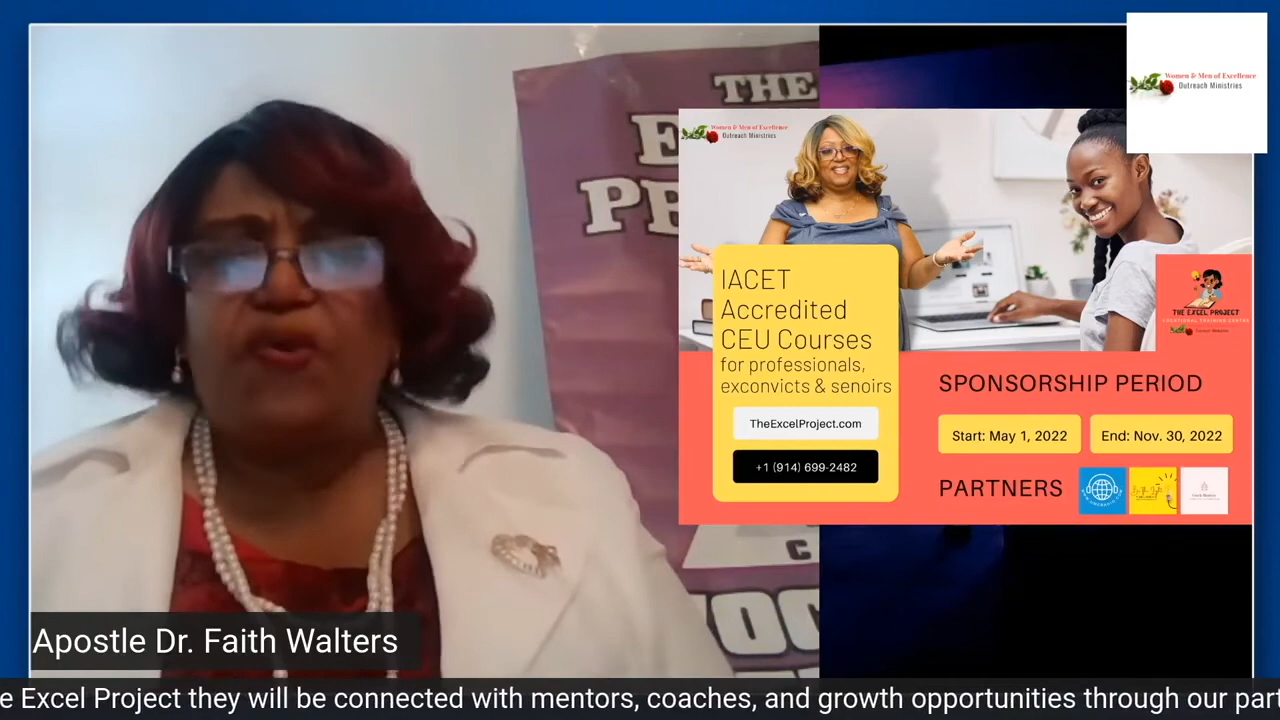 Women & Men of Excellence
Outreach Ministries
THE
Women & Men of Excellence
Outreach Ministries
IACET
Accredited
CEU Courses
for professionals,
exconvicts & senoirs
TheExcelProject.com
+1 (914) 699-2482
THE EXCEL PROJECT
VOCATIONAL TRAINING CENTRE
SPONSORSHIP PERIOD
Start: May 1, 2022
End: Nov. 30, 2022
PARTNERS
Apostle Dr. Faith Walters
e Excel Project they will be connected with mentors, coaches, and growth opportunities through our part